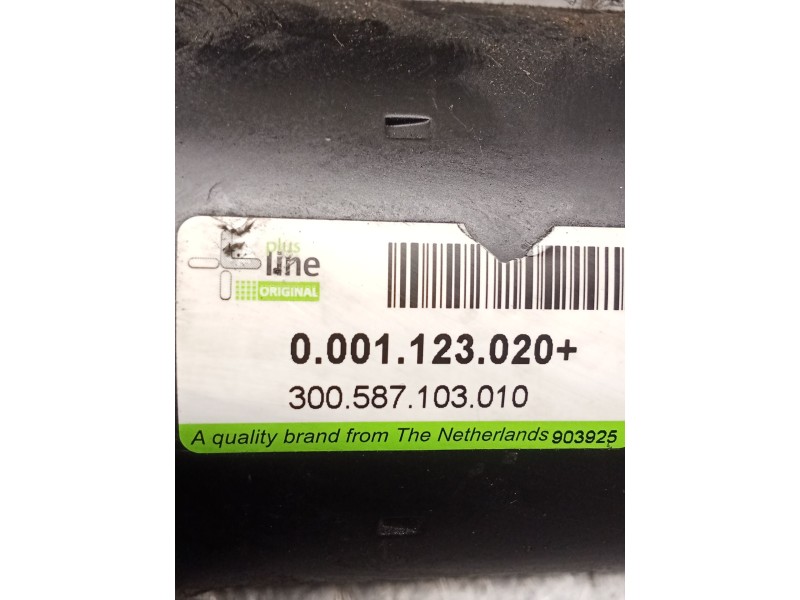 plus
line
ORIGINAL
0.001.123.020+
300.587.103.010
A quality brand from The Netherlands 903925